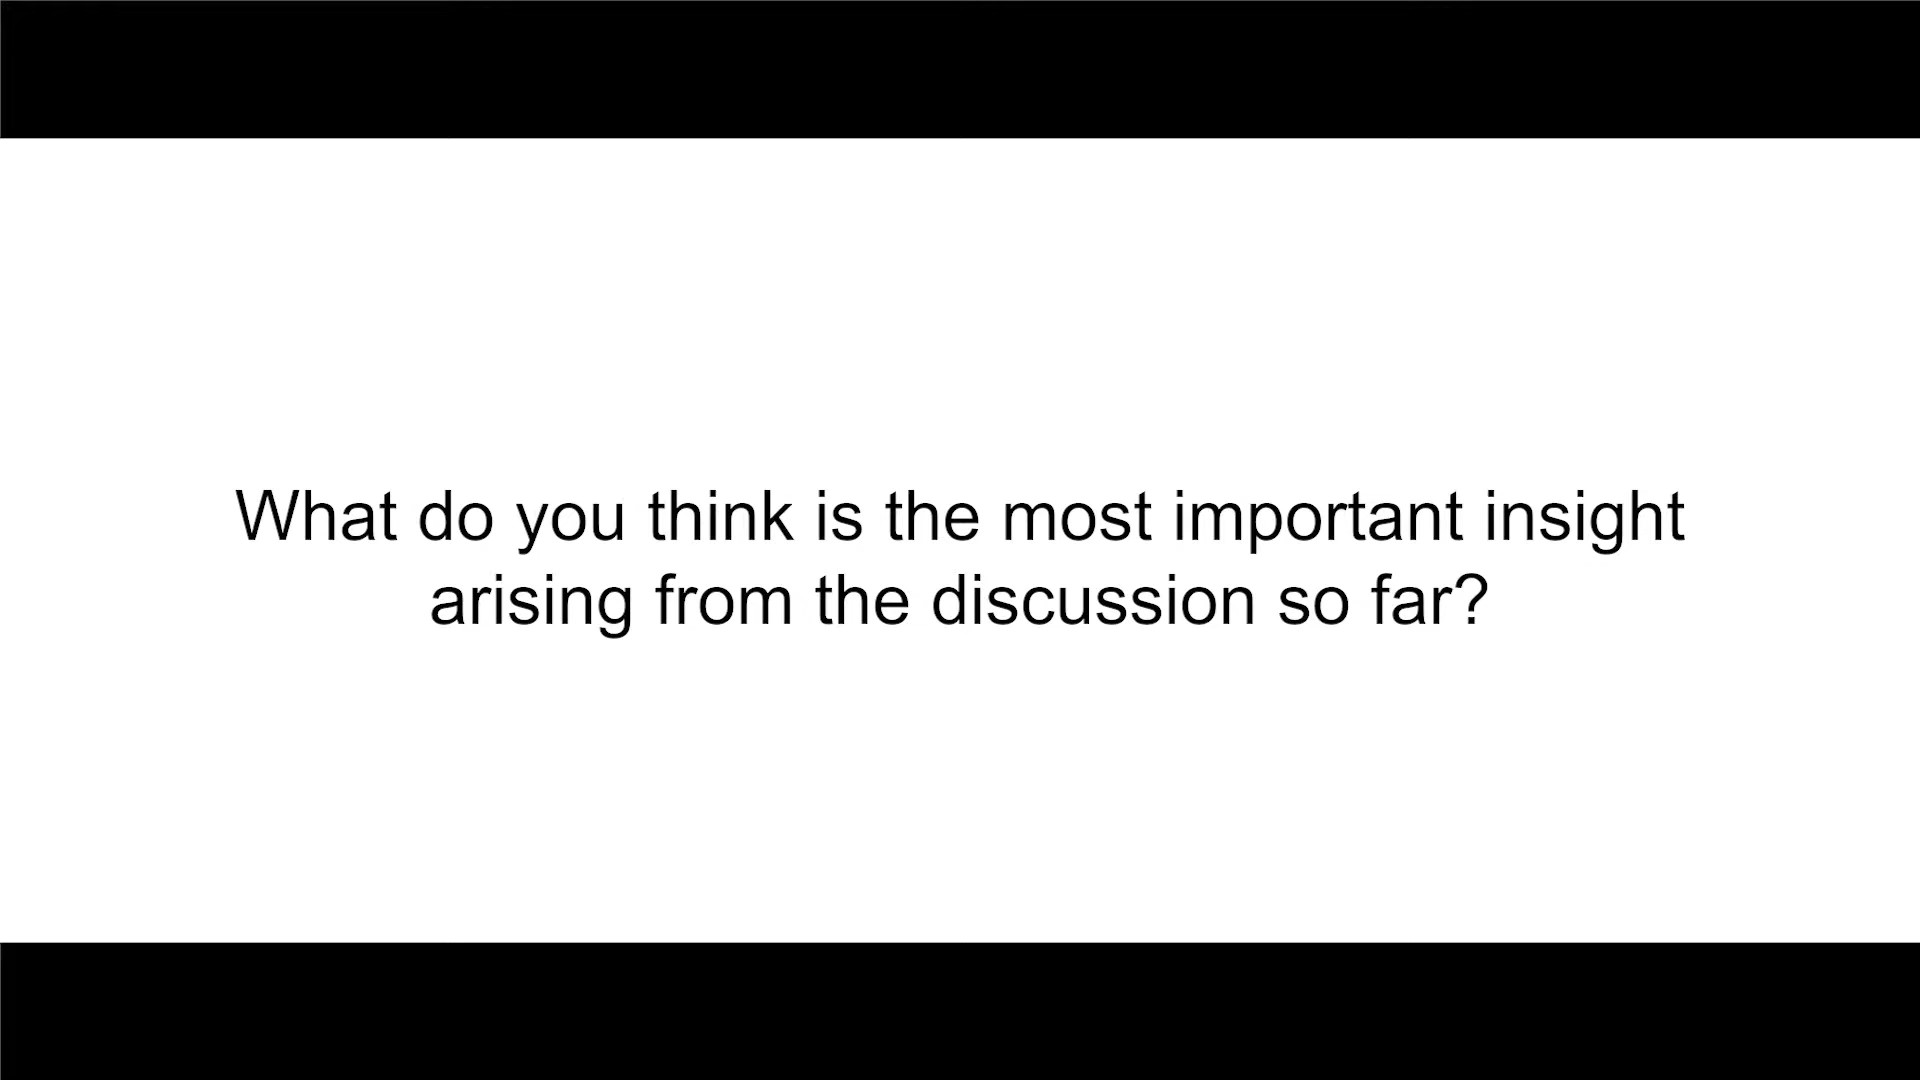 What do you think is the most important insight
arising from the discussion so far?